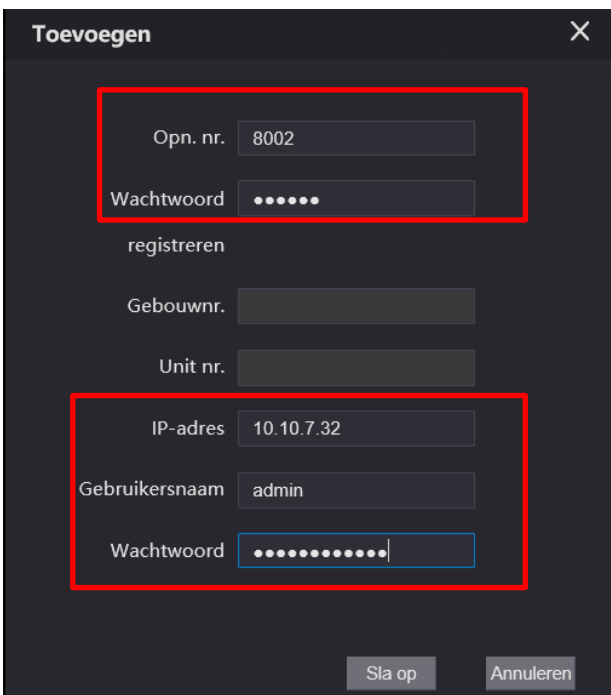 Toevoegen
Opn. nr. 8002
Wachtwoord ••••••
registreren
Gebouwnr.
Unit nr.
IP-adres 10.10.7.32
Gebruikersnaam admin
Wachtwoord ••••••••••••
Sla op Annuleren